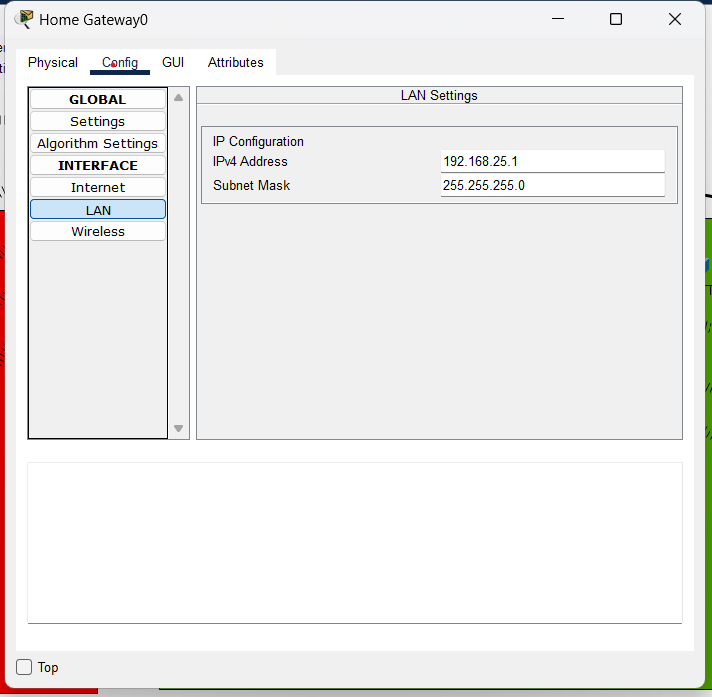 Home Gateway0
Physical Config GUI Attributes
GLOBAL
Settings
Algorithm Settings
INTERFACE
Internet
LAN
Wireless
LAN Settings
IP Configuration
IPv4 Address 192.168.25.1
Subnet Mask 255.255.255.0
Top